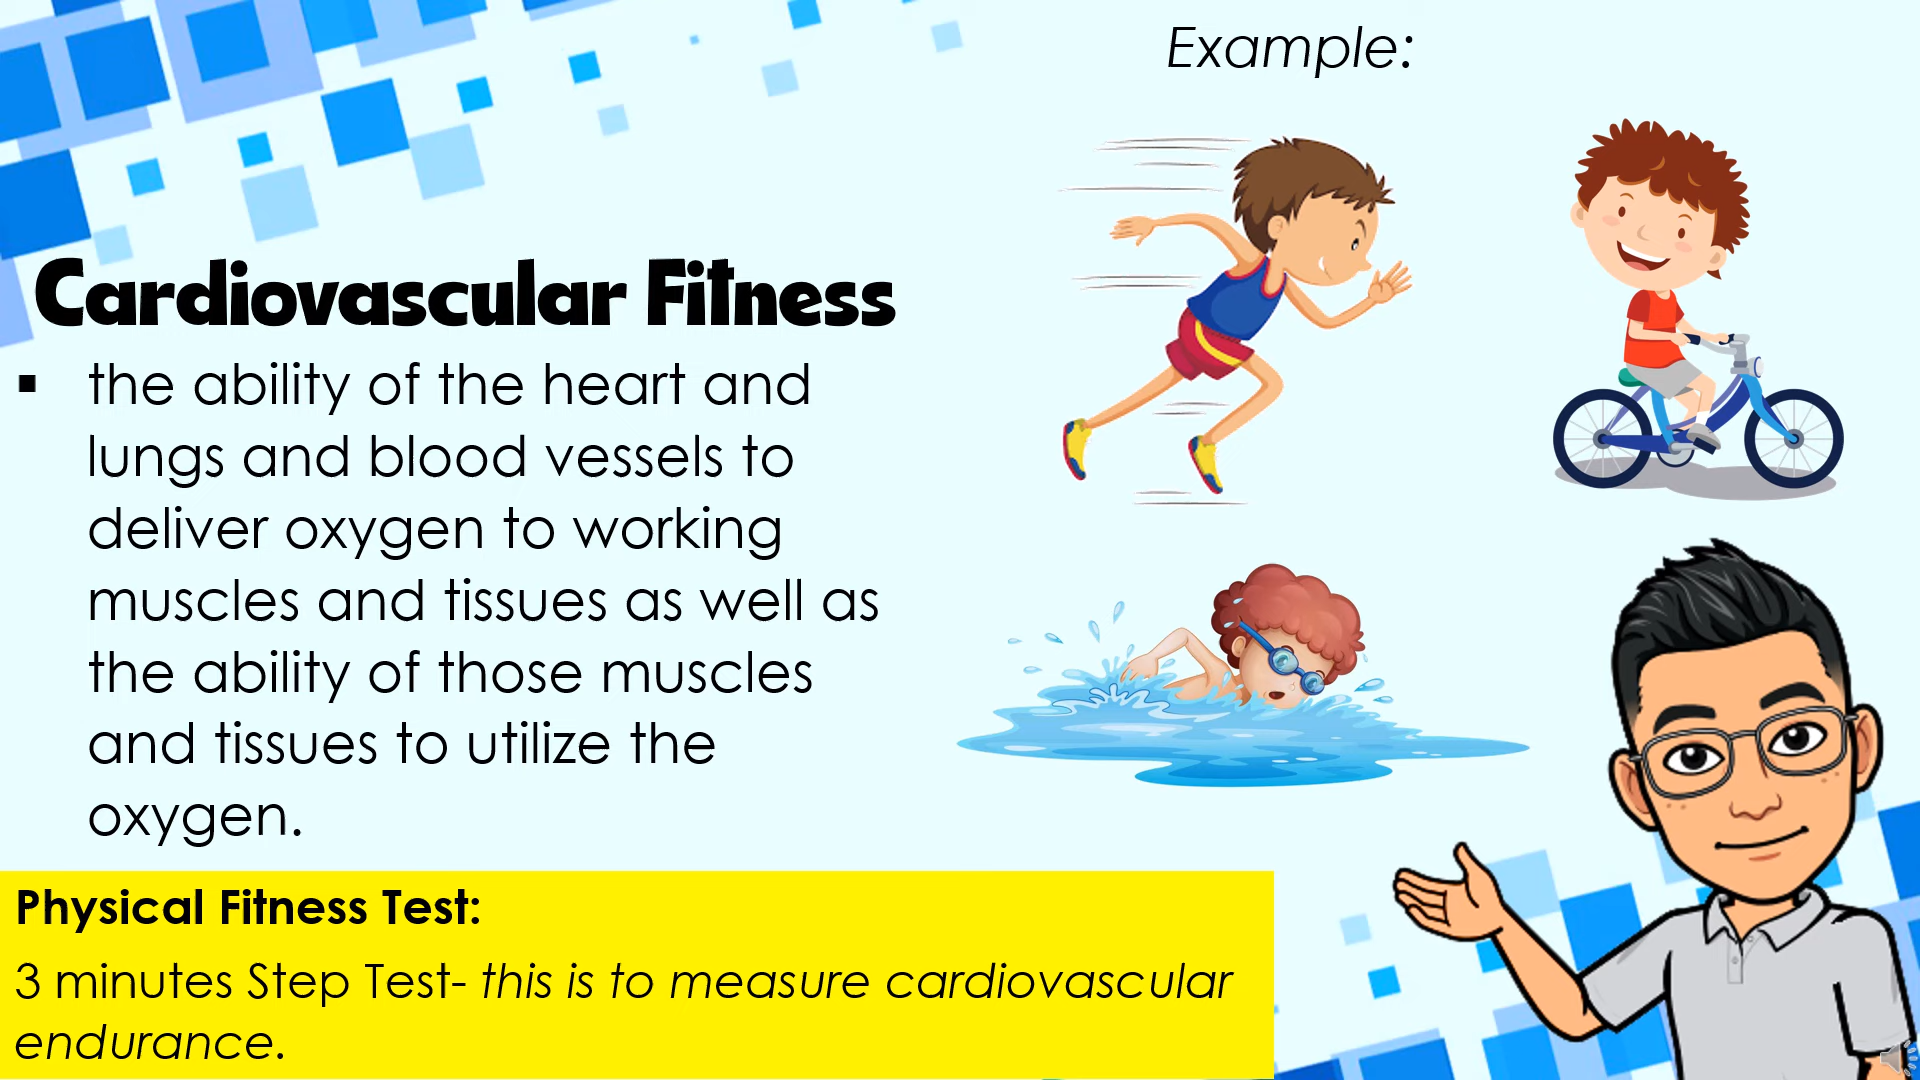 Example:
Cardiovascular Fitness
▪ the ability of the heart and
lungs and blood vessels to
deliver oxygen to working
muscles and tissues as well as
the ability of those muscles
and tissues to utilize the
oxygen.
Physical Fitness Test:
3 minutes Step Test- this is to measure cardiovascular
endurance.